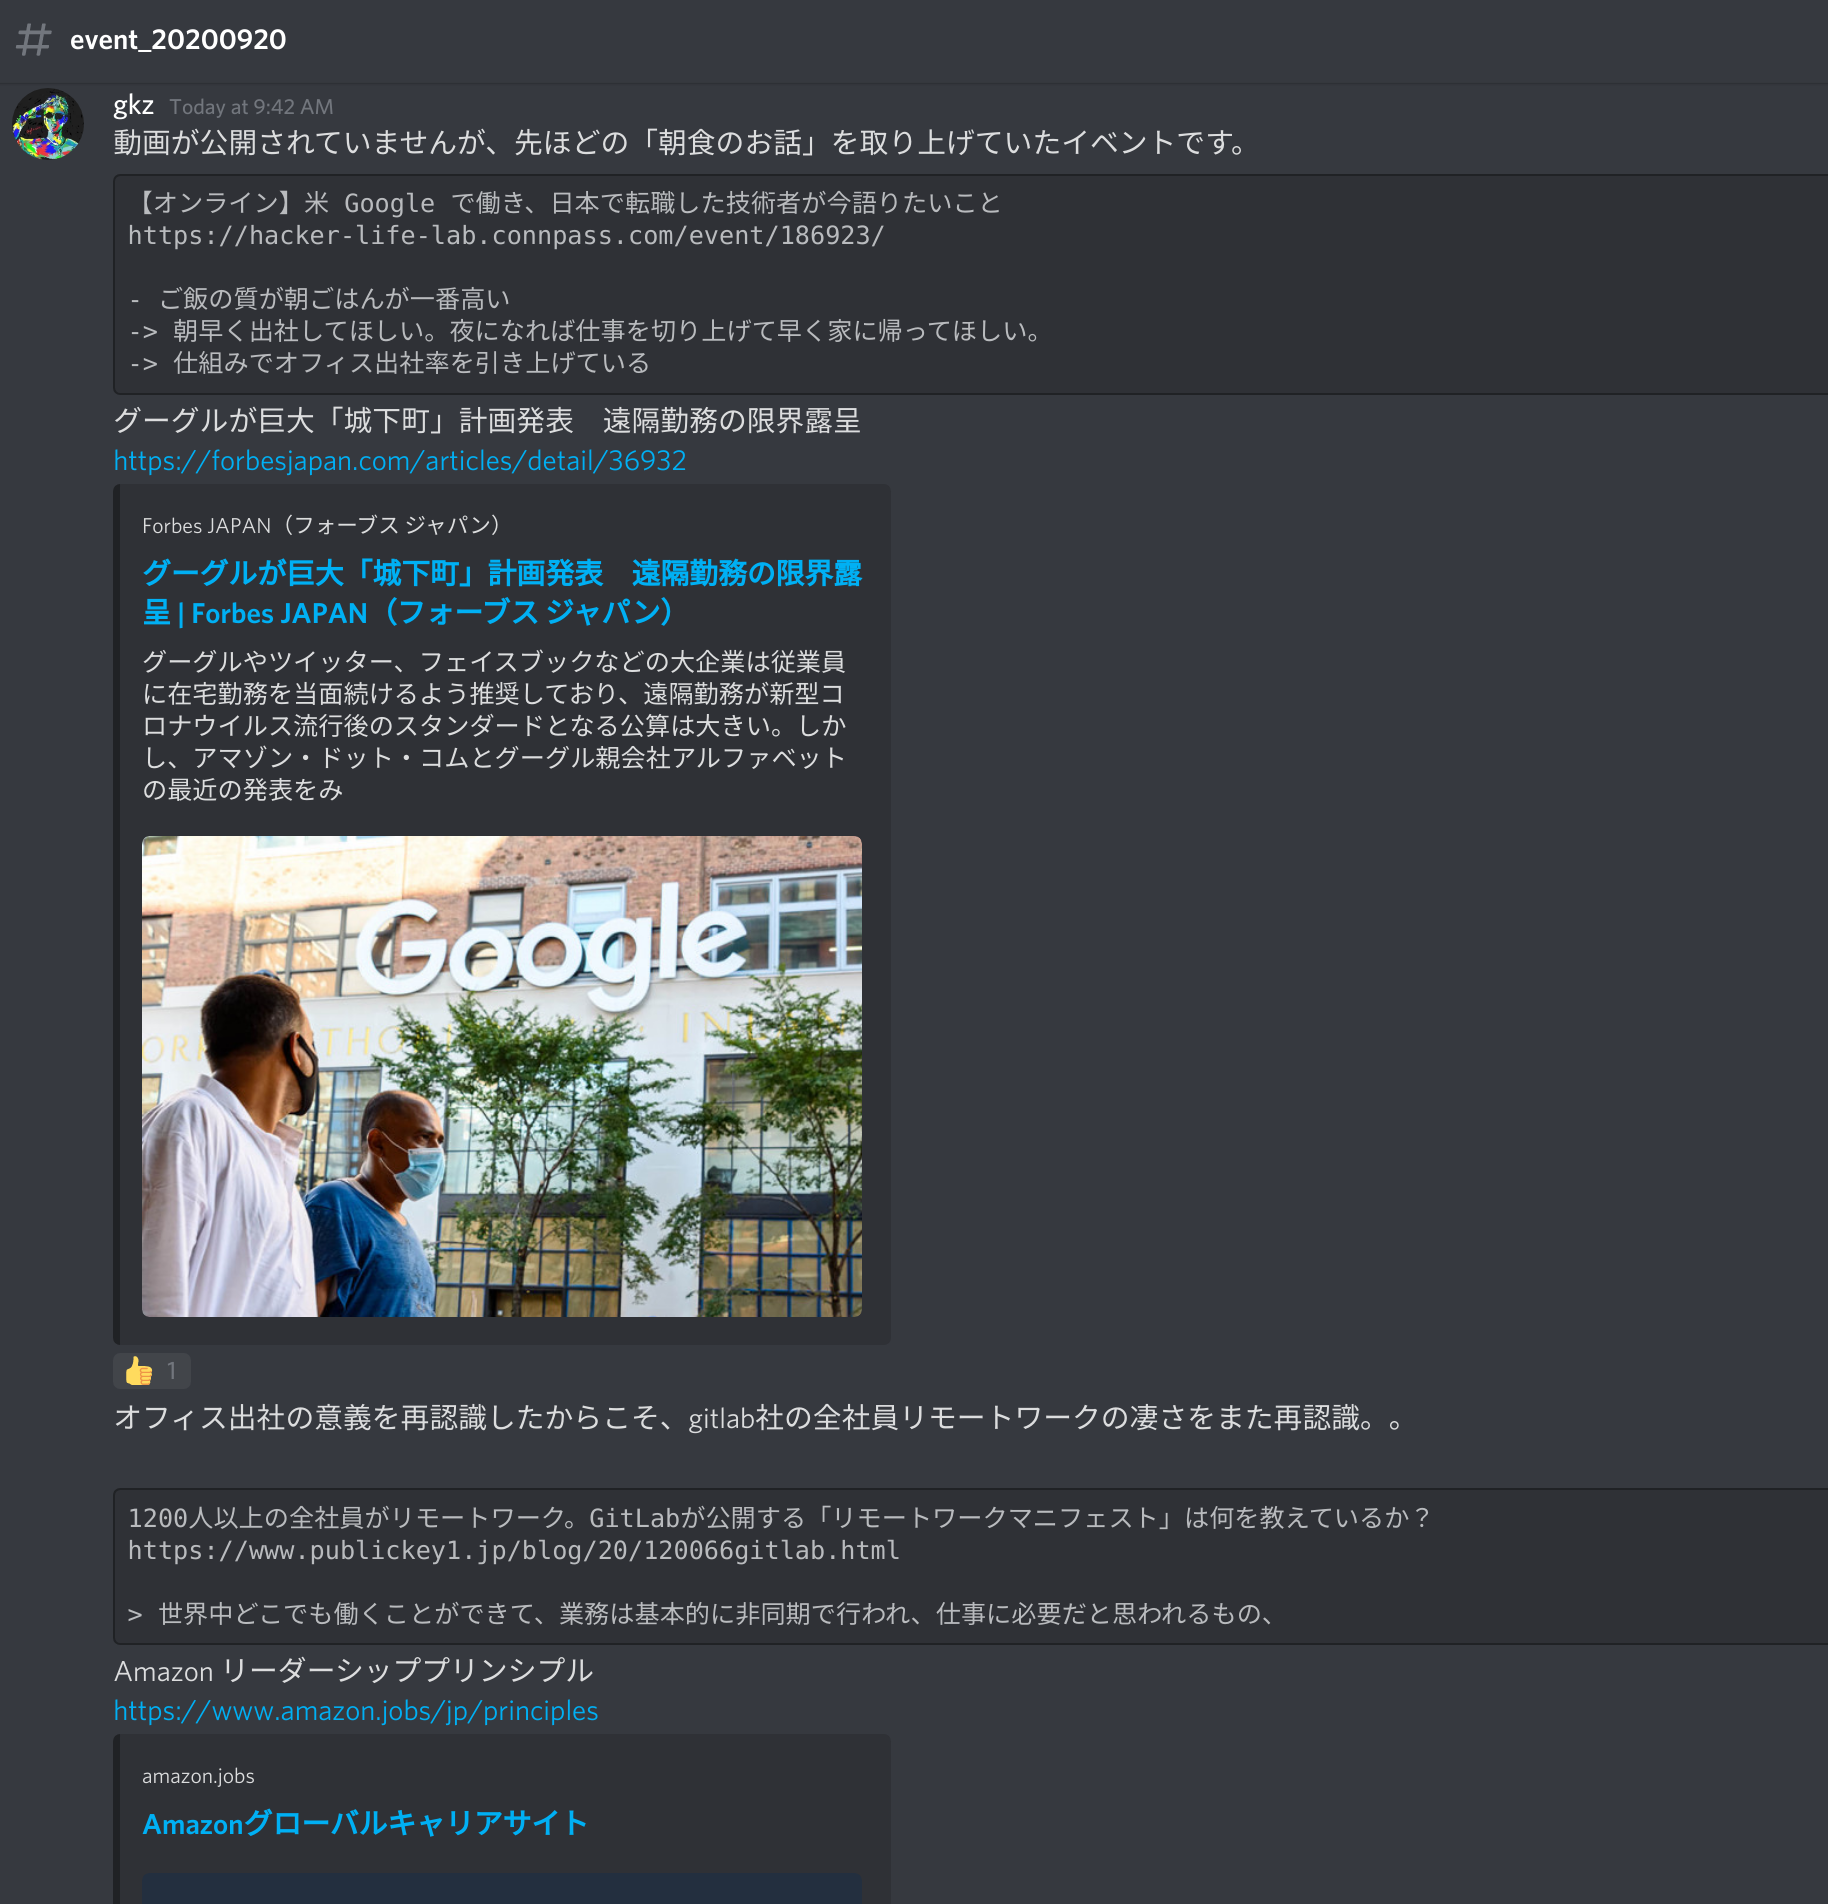 event_20200920
gkz Today at 9:42 AM
動画が公開されていませんが、先ほどの「朝食のお話」を取り上げていたイベントです。
【オンライン】米 Google で働き、日本で転職した技術者が今語りたいこと
https://hacker-life-lab.connpass.com/event/186923/
- ご飯の質が朝ごはんが一番高い
-> 朝早く出社してほしい。夜になれば仕事を切り上げて早く家に帰ってほしい。
-> 仕組みでオフィス出社率を引き上げている
グーグルが巨大「城下町」計画発表　遠隔勤務の限界露呈
https://forbesjapan.com/articles/detail/36932
Forbes JAPAN（フォーブス ジャパン）
グーグルが巨大「城下町」計画発表　遠隔勤務の限界露
呈 | Forbes JAPAN（フォーブス ジャパン）
グーグルやツイッター、フェイスブックなどの大企業は従業員
に在宅勤務を当面続けるよう推奨しており、遠隔勤務が新型コ
ロナウイルス流行後のスタンダードとなる公算は大きい。しか
し、アマゾン・ドット・コムとグーグル親会社アルファベット
の最近の発表をみ
Google
1
オフィス出社の意義を再認識したからこそ、gitlab社の全社員リモートワークの凄さをまた再認識。。
1200人以上の全社員がリモートワーク。GitLabが公開する「リモートワークマニフェスト」は何を教えているか？
https://www.publickey1.jp/blog/20/120066gitlab.html
> 世界中どこでも働くことができて、業務は基本的に非同期で行われ、仕事に必要だと思われるもの、
Amazon リーダーシッププリンシプル
https://www.amazon.jobs/jp/principles
amazon.jobs
Amazonグローバルキャリアサイト